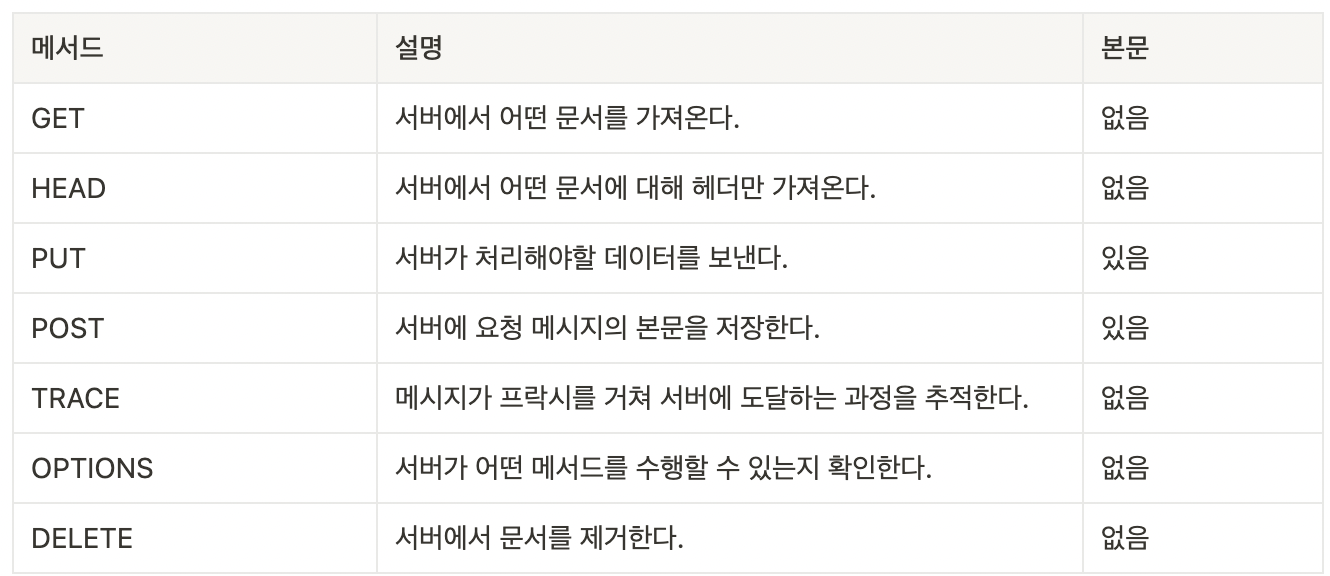 메서드 설명 본문
GET 서버에서 어떤 문서를 가져온다. 없음
HEAD 서버에서 어떤 문서에 대해 헤더만 가져온다. 없음
PUT 서버가 처리해야할 데이터를 보낸다. 있음
POST 서버에 요청 메시지의 본문을 저장한다. 있음
TRACE 메시지가 프락시를 거쳐 서버에 도달하는 과정을 추적한다. 없음
OPTIONS 서버가 어떤 메서드를 수행할 수 있는지 확인한다. 없음
DELETE 서버에서 문서를 제거한다. 없음